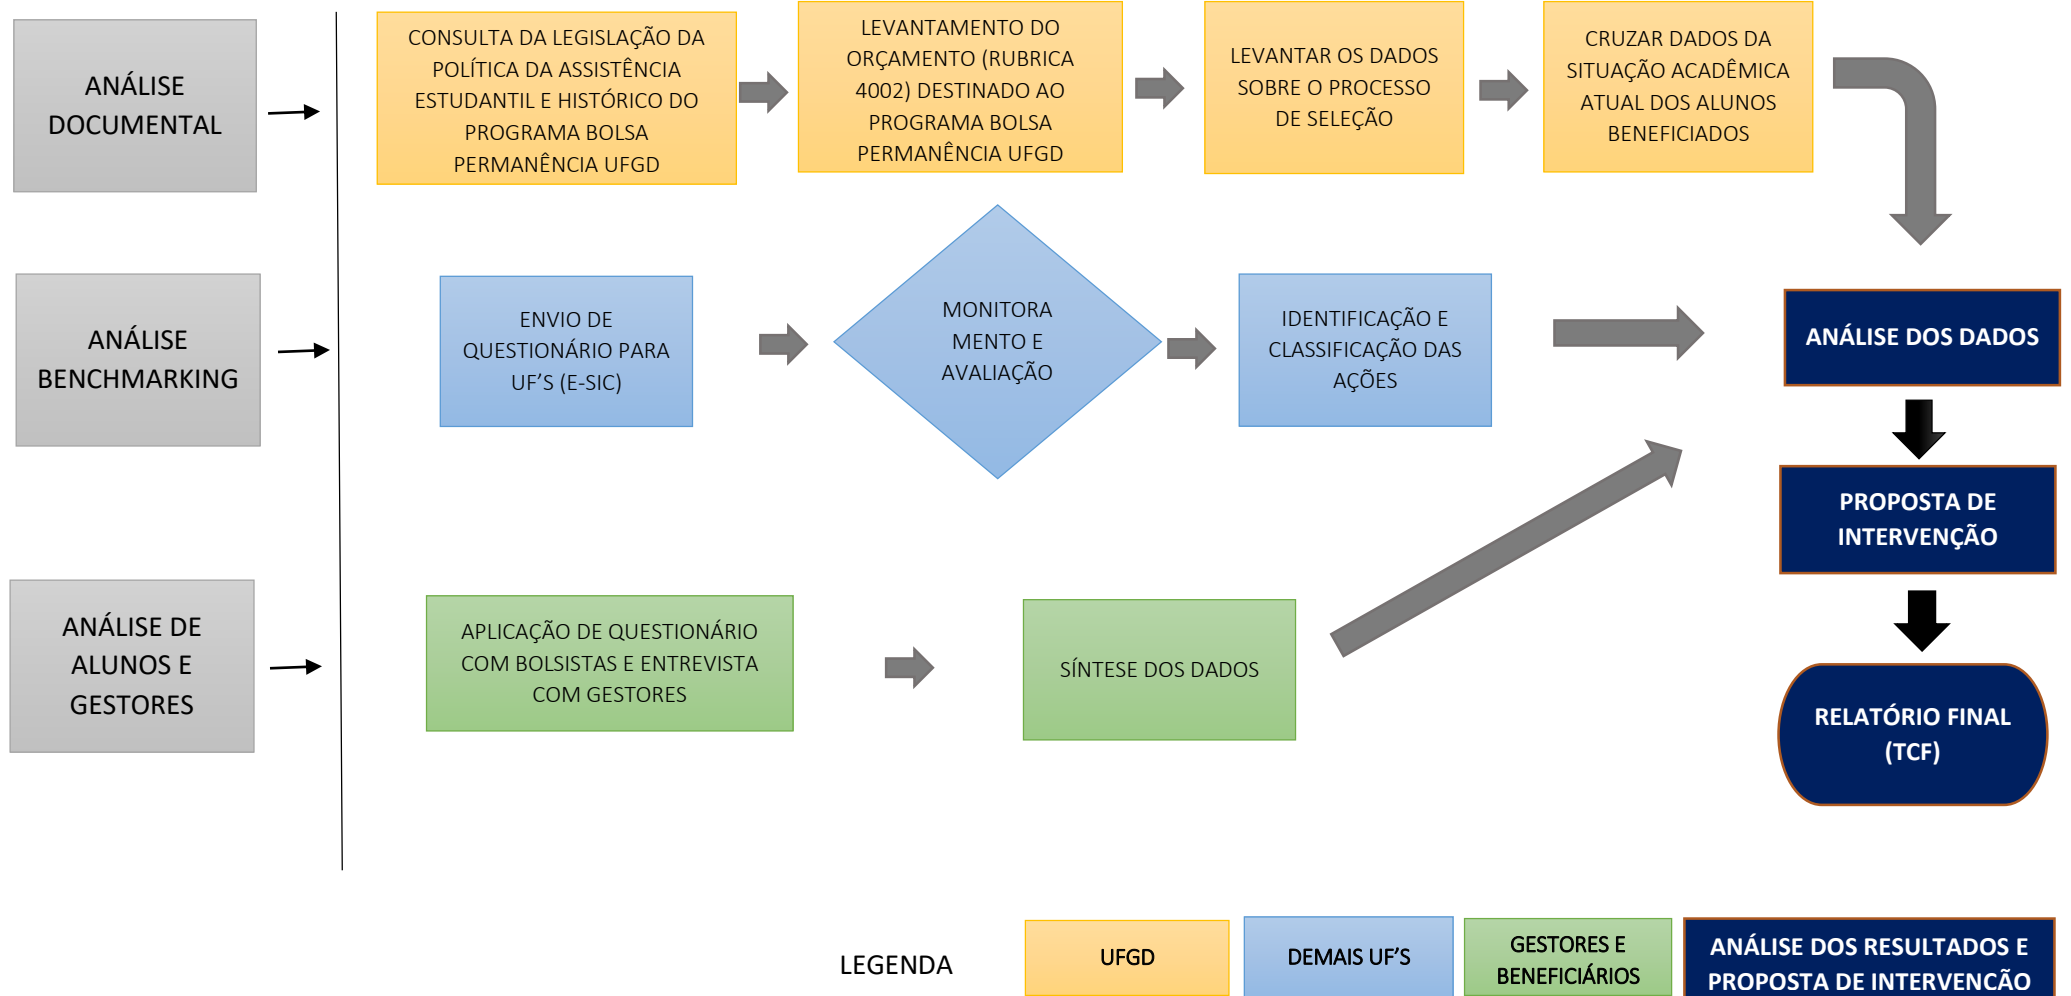 ANÁLISE
DOCUMENTAL
CONSULTA DA LEGISLAÇÃO DA
POLÍTICA DA ASSISTÊNCIA
ESTUDANTIL E HISTÓRICO DO
PROGRAMA BOLSA
PERMANÊNCIA UFGD
LEVANTAMENTO DO
ORÇAMENTO (RUBRICA
4002) DESTINADO AO
PROGRAMA BOLSA
PERMANÊNCIA UFGD
LEVANTAR OS DADOS
SOBRE O PROCESSO
DE SELEÇÃO
CRUZAR DADOS DA
SITUAÇÃO ACADÊMICA
ATUAL DOS ALUNOS
BENEFICIADOS
ANÁLISE
BENCHMARKING
ENVIO DE
QUESTIONÁRIO PARA
UF’S (E-SIC)
MONITORA
MENTO E
AVALIAÇÃO
IDENTIFICAÇÃO E
CLASSIFICAÇÃO DAS
AÇÕES
ANÁLISE DOS DADOS
PROPOSTA DE
INTERVENÇÃO
ANÁLISE DE
ALUNOS E
GESTORES
APLICAÇÃO DE QUESTIONÁRIO
COM BOLSISTAS E ENTREVISTA
COM GESTORES
SÍNTESE DOS DADOS
RELATÓRIO FINAL
(TCF)
LEGENDA
UFGD
DEMAIS UF’S
GESTORES E
BENEFICIÁRIOS
ANÁLISE DOS RESULTADOS E
PROPOSTA DE INTERVENÇÃO